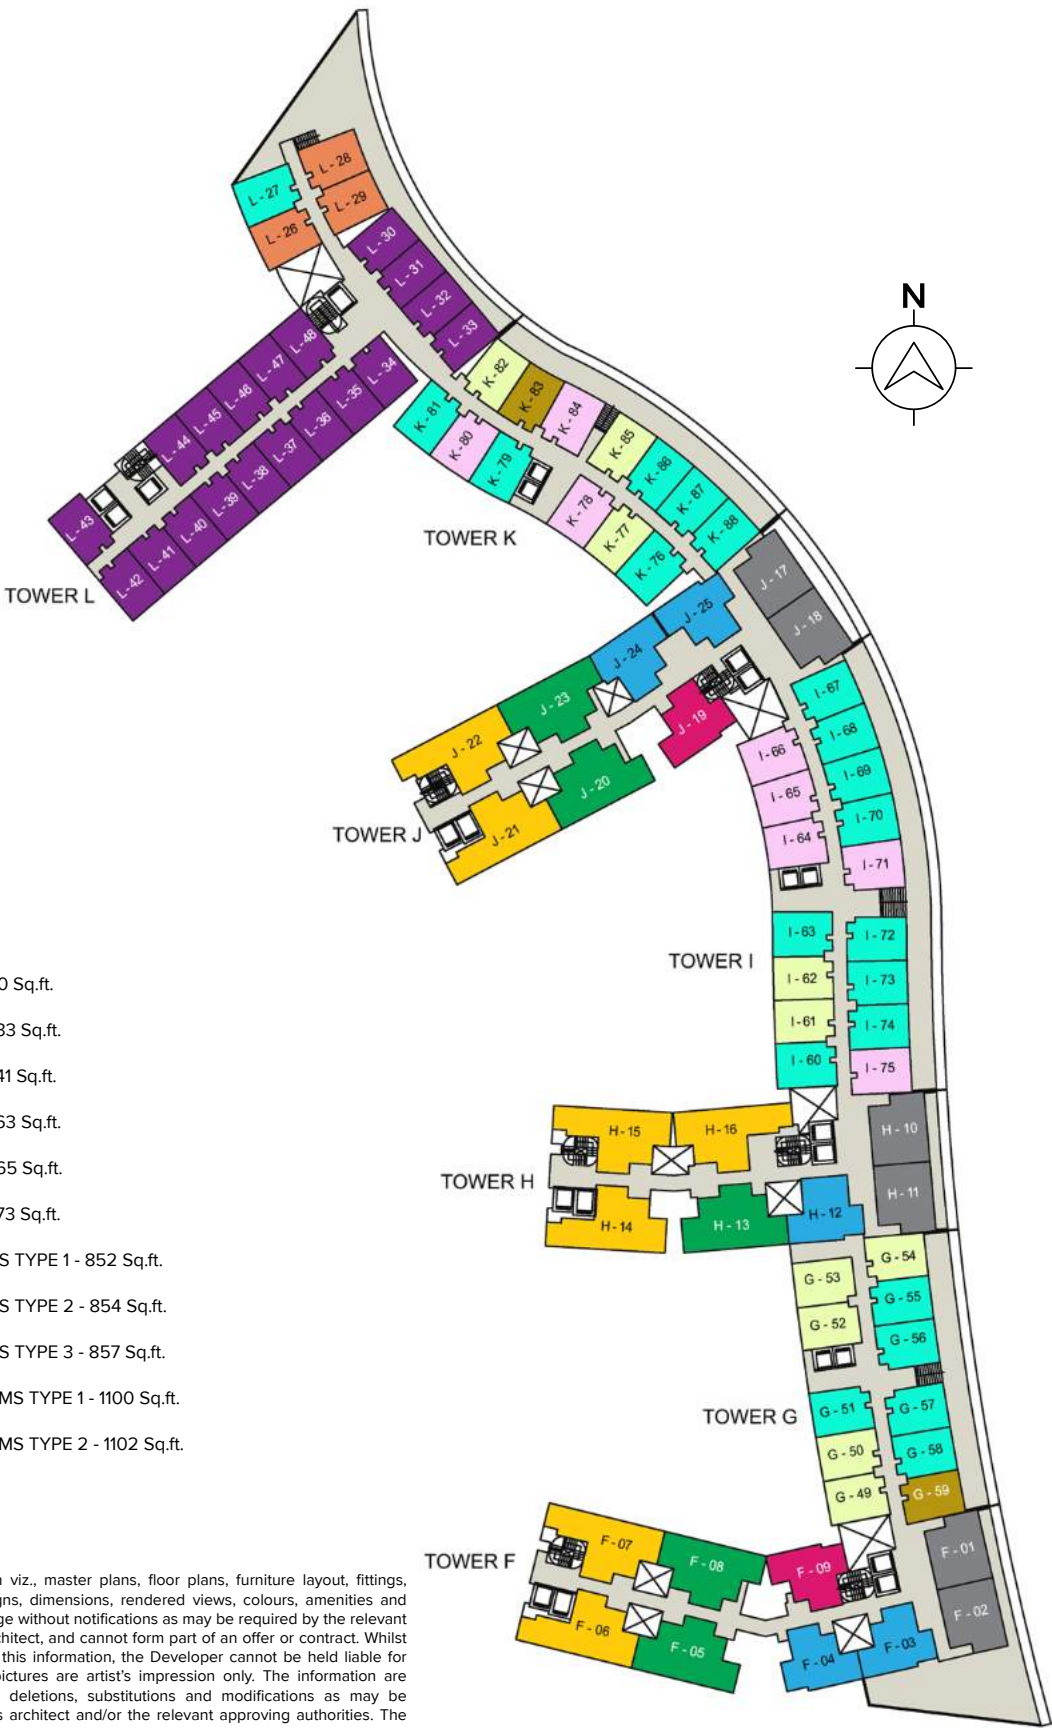 L - 28
L - 27
L - 29
L - 26
L - 30
L - 31
L - 32
L - 33
N
L - 48
L - 47
L - 46
L - 45
L - 44
L - 43
L - 34
L - 35
L - 36
L - 37
L - 38
L - 39
L - 40
L - 41
L - 42
TOWER L
K - 82
K - 83
K - 84
K - 85
K - 86
K - 87
K - 88
K - 81
K - 80
K - 79
K - 78
K - 77
K - 76
TOWER K
J - 17
J - 18
J - 25
J - 24
J - 23
J - 22
J - 19
J - 20
J - 21
TOWER J
I - 67
I - 68
I - 69
I - 70
I - 71
I - 66
I - 65
I - 64
I - 63
I - 62
I - 61
I - 60
I - 72
I - 73
I - 74
I - 75
TOWER I
H - 10
H - 11
H - 15
H - 16
H - 14
H - 13
H - 12
TOWER H
G - 54
G - 53
G - 55
G - 52
G - 56
G - 51
G - 57
G - 50
G - 58
G - 49
G - 59
TOWER G
F - 01
F - 02
F - 07
F - 08
F - 09
F - 06
F - 05
F - 04
F - 03
TOWER F
0 Sq.ft.
33 Sq.ft.
41 Sq.ft.
63 Sq.ft.
65 Sq.ft.
73 Sq.ft.
S TYPE 1 - 852 Sq.ft.
S TYPE 2 - 854 Sq.ft.
S TYPE 3 - 857 Sq.ft.
MS TYPE 1 - 1100 Sq.ft.
MS TYPE 2 - 1102 Sq.ft.
n viz., master plans, floor plans, furniture layout, fittings,
gns, dimensions, rendered views, colours, amenities and
ge without notifications as may be required by the relevant
chitect, and cannot form part of an offer or contract. Whilst
this information, the Developer cannot be held liable for
pictures are artist's impression only. The information are
deletions, substitutions and modifications as may be
s architect and/or the relevant approving authorities. The